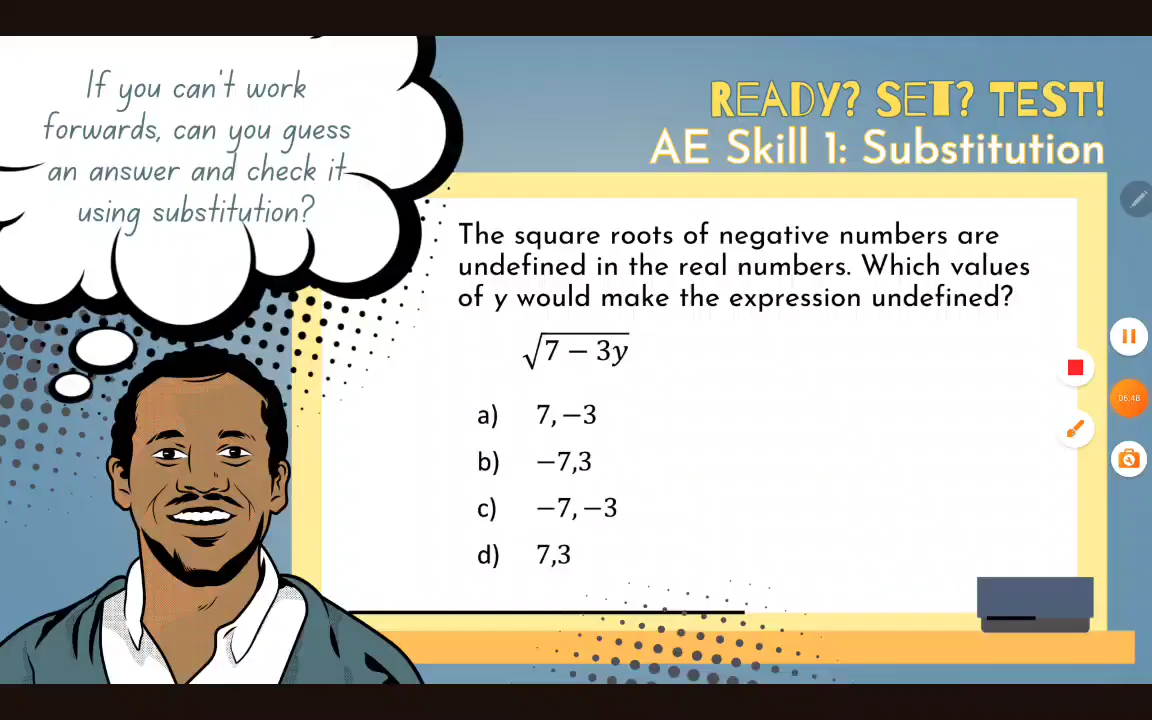 If you can't work
forwards, can you guess
an answer and check it
using substitution?
READY? SET? TEST!
AE Skill 1: Substitution
The square roots of negative numbers are
undefined in the real numbers. Which values
of y would make the expression undefined?
√7 − 3y
a) 7, −3
b) −7,3
c) −7, −3
d) 7,3
06:48